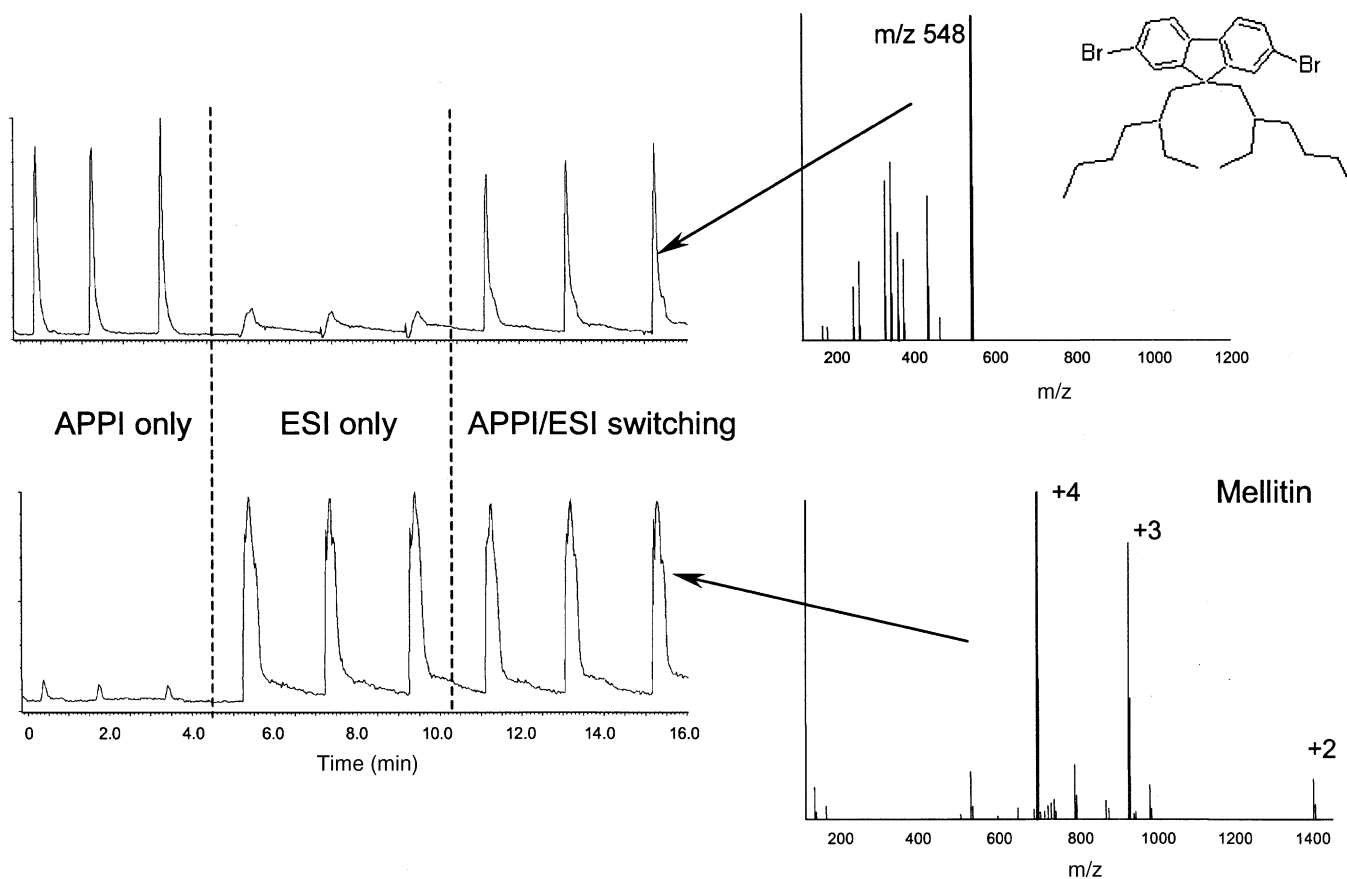 m/z 548
Br
Br
200 400 600 800 1000 1200
m/z
APPI only
ESI only
APPI/ESI switching
Mellitin
+4
+3
+2
0 2.0 4.0 6.0 8.0 10.0 12.0 14.0 16.0
Time (min)
200 400 600 800 1000 1200 1400
m/z